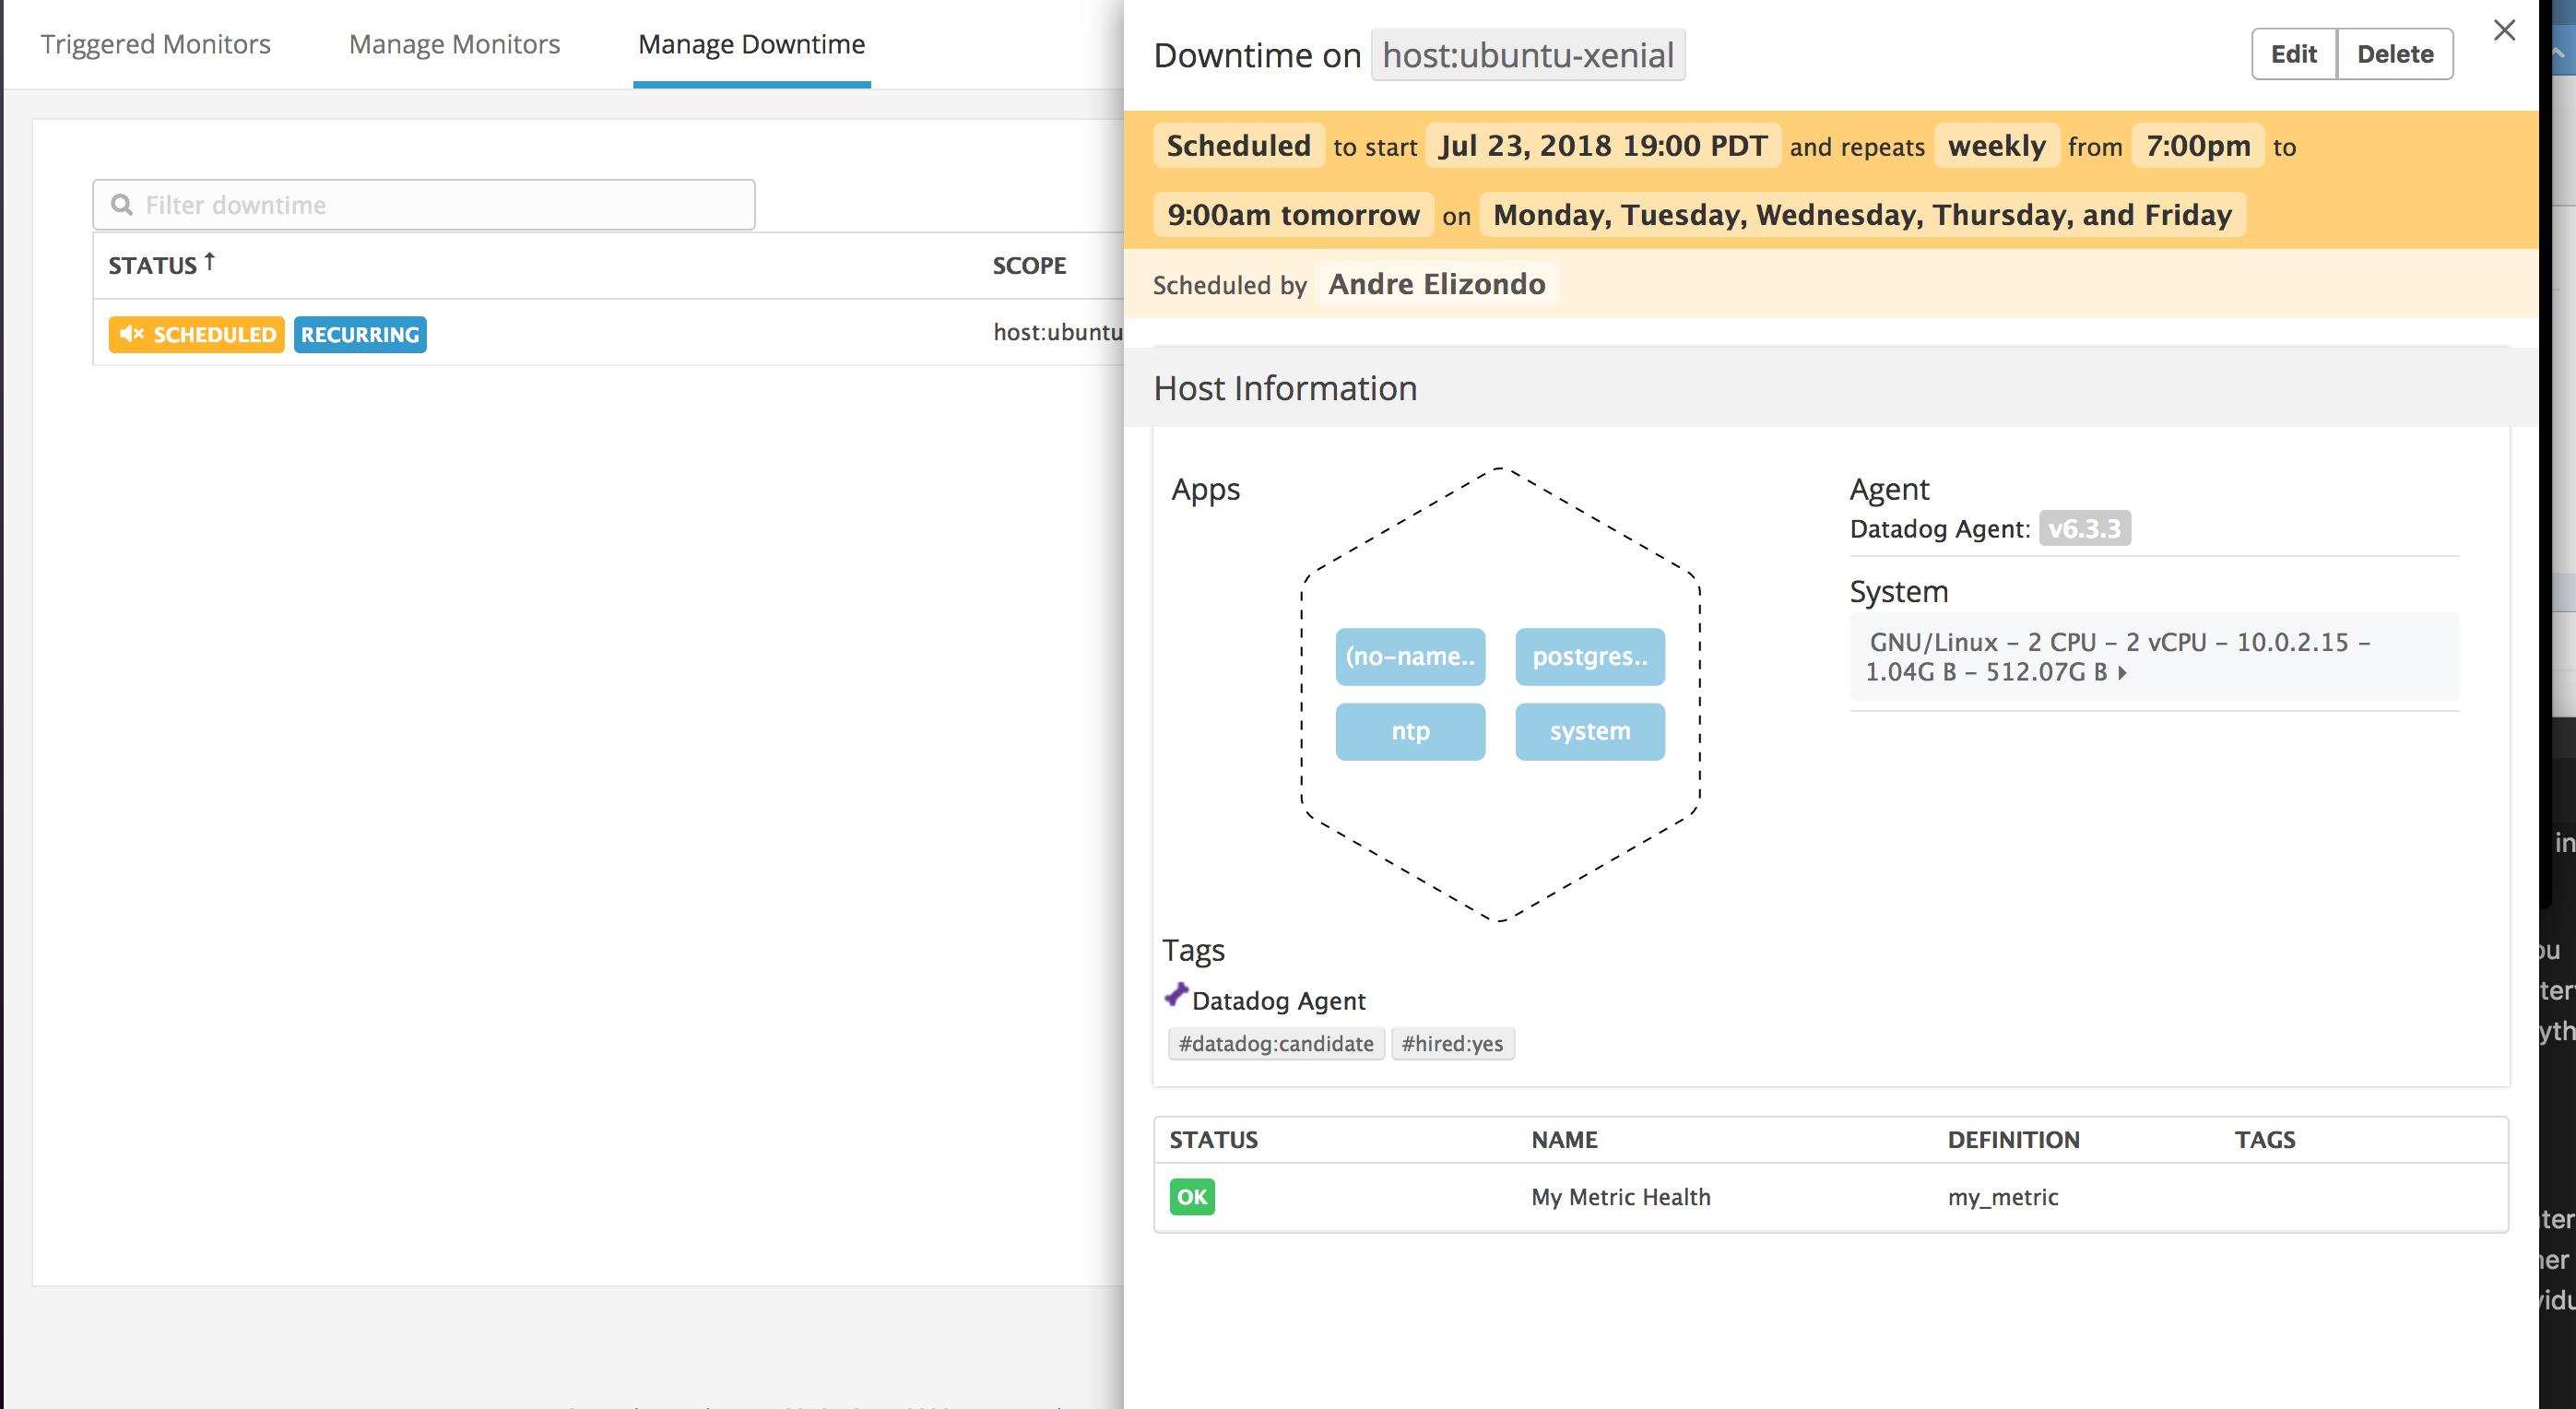 Triggered Monitors
Manage Monitors
Manage Downtime
Filter downtime
STATUS ↑
SCOPE
SCHEDULED RECURRING
host:ubuntu
Downtime on host:ubuntu-xenial
Edit
Delete
Scheduled to start Jul 23, 2018 19:00 PDT and repeats weekly from 7:00pm to
9:00am tomorrow on Monday, Tuesday, Wednesday, Thursday, and Friday
Scheduled by Andre Elizondo
Host Information
Apps
(no-name..
postgres..
ntp
system
Agent
Datadog Agent: v6.3.3
System
GNU/Linux - 2 CPU - 2 vCPU - 10.0.2.15 -
1.04G B - 512.07G B
Tags
Datadog Agent
#datadog:candidate #hired:yes
STATUS NAME DEFINITION TAGS
OK My Metric Health my_metric